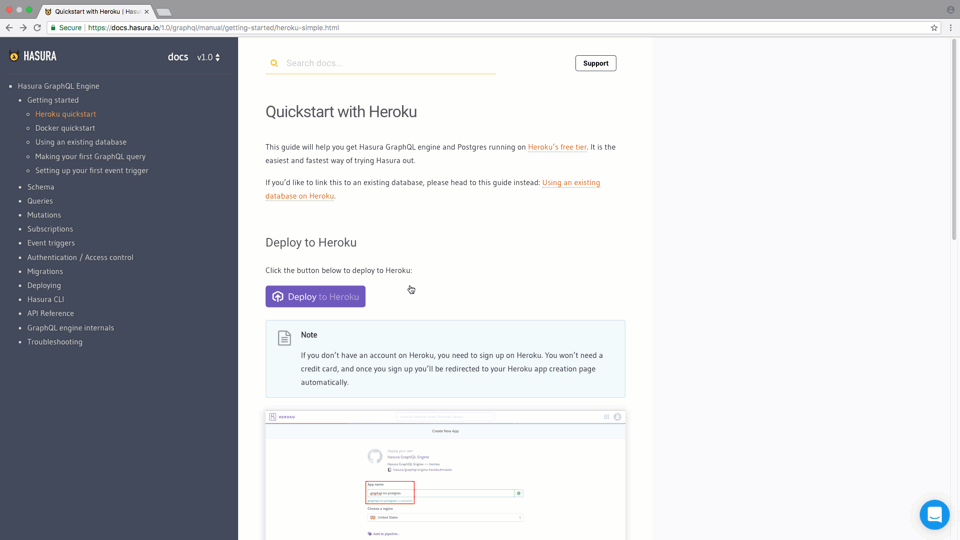 Quickstart with Heroku | Hasu
Secure
https://docs.hasura.io/1.0/graphql/manual/getting-started/heroku-simple.html
HASURA
docs
v1.0
Hasura GraphQL Engine
Getting started
Heroku quickstart
Docker quickstart
Using an existing database
Making your first GraphQL query
Setting up your first event trigger
Schema
Queries
Mutations
Subscriptions
Event triggers
Authentication / Access control
Migrations
Deploying
Hasura CLI
API Reference
GraphQL engine internals
Troubleshooting
Search docs...
Support
Quickstart with Heroku
This guide will help you get Hasura GraphQL engine and Postgres running on Heroku's free tier. It is the
easiest and fastest way of trying Hasura out.
If you'd like to link this to an existing database, please head to this guide instead: Using an existing
database on Heroku.
Deploy to Heroku
Click the button below to deploy to Heroku:
Deploy to Heroku
Note
If you don't have an account on Heroku, you need to sign up on Heroku. You won't need a
credit card, and once you sign up you'll be redirected to your Heroku app creation page
automatically.
HEROKU
Create New App
Hasura GraphQL Engine
App name
graphql-on-postgres
Choose a region
United States
Add to pipeline...